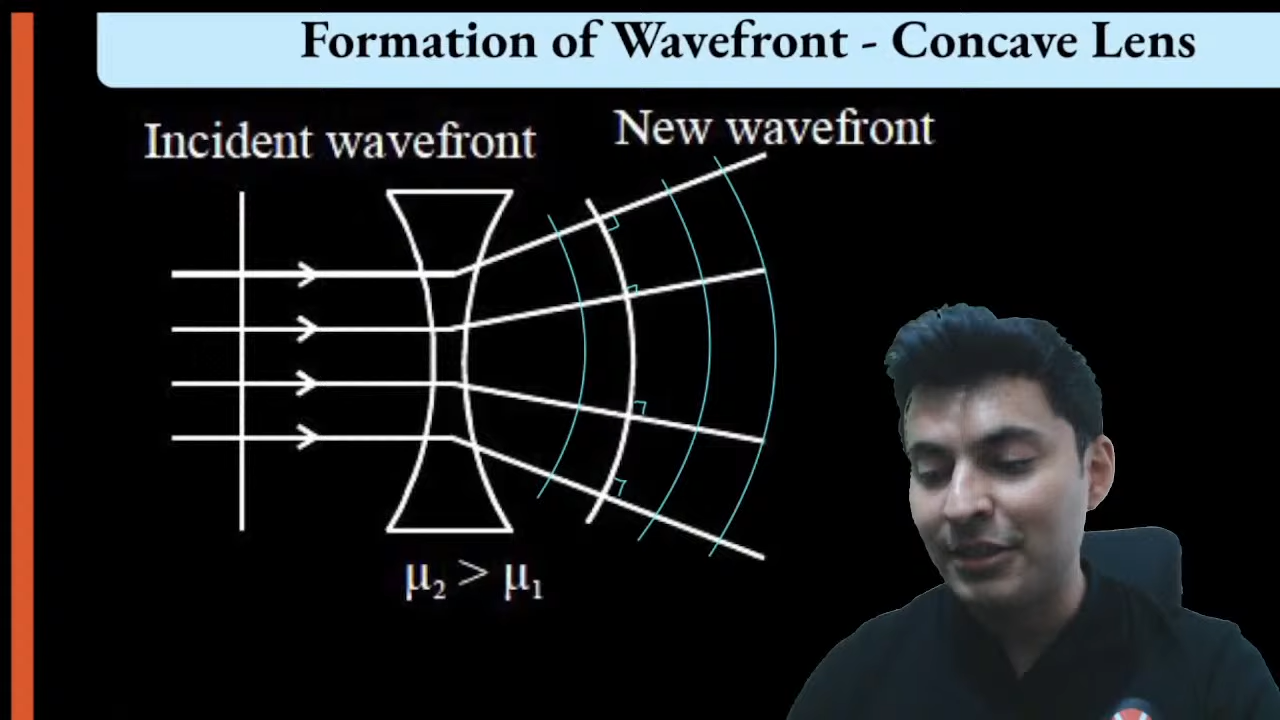 Formation of Wavefront - Concave Lens
Incident wavefront
New wavefront
μ₂ > μ₁